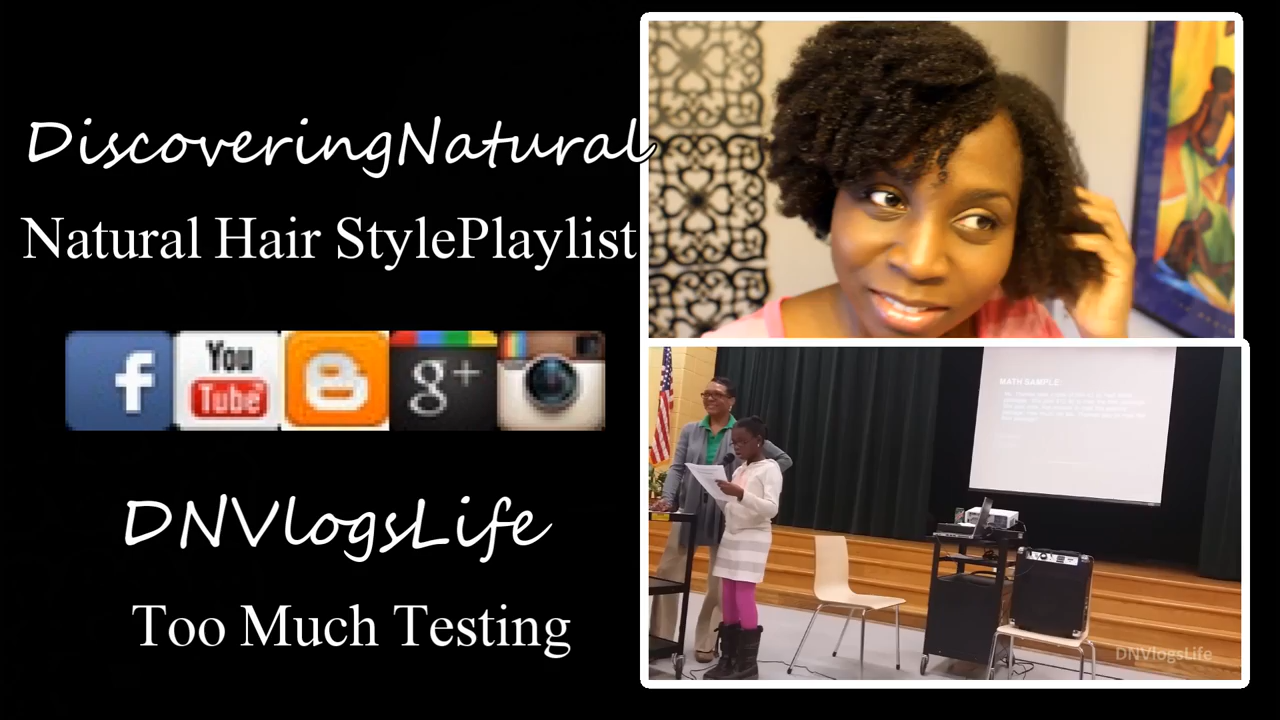 DiscoveringNatural
Natural Hair StylePlaylist
f
You
Tube
g+
DNVlogsLife
Too Much Testing
MATH SAMPLE:
DNVlogsLife